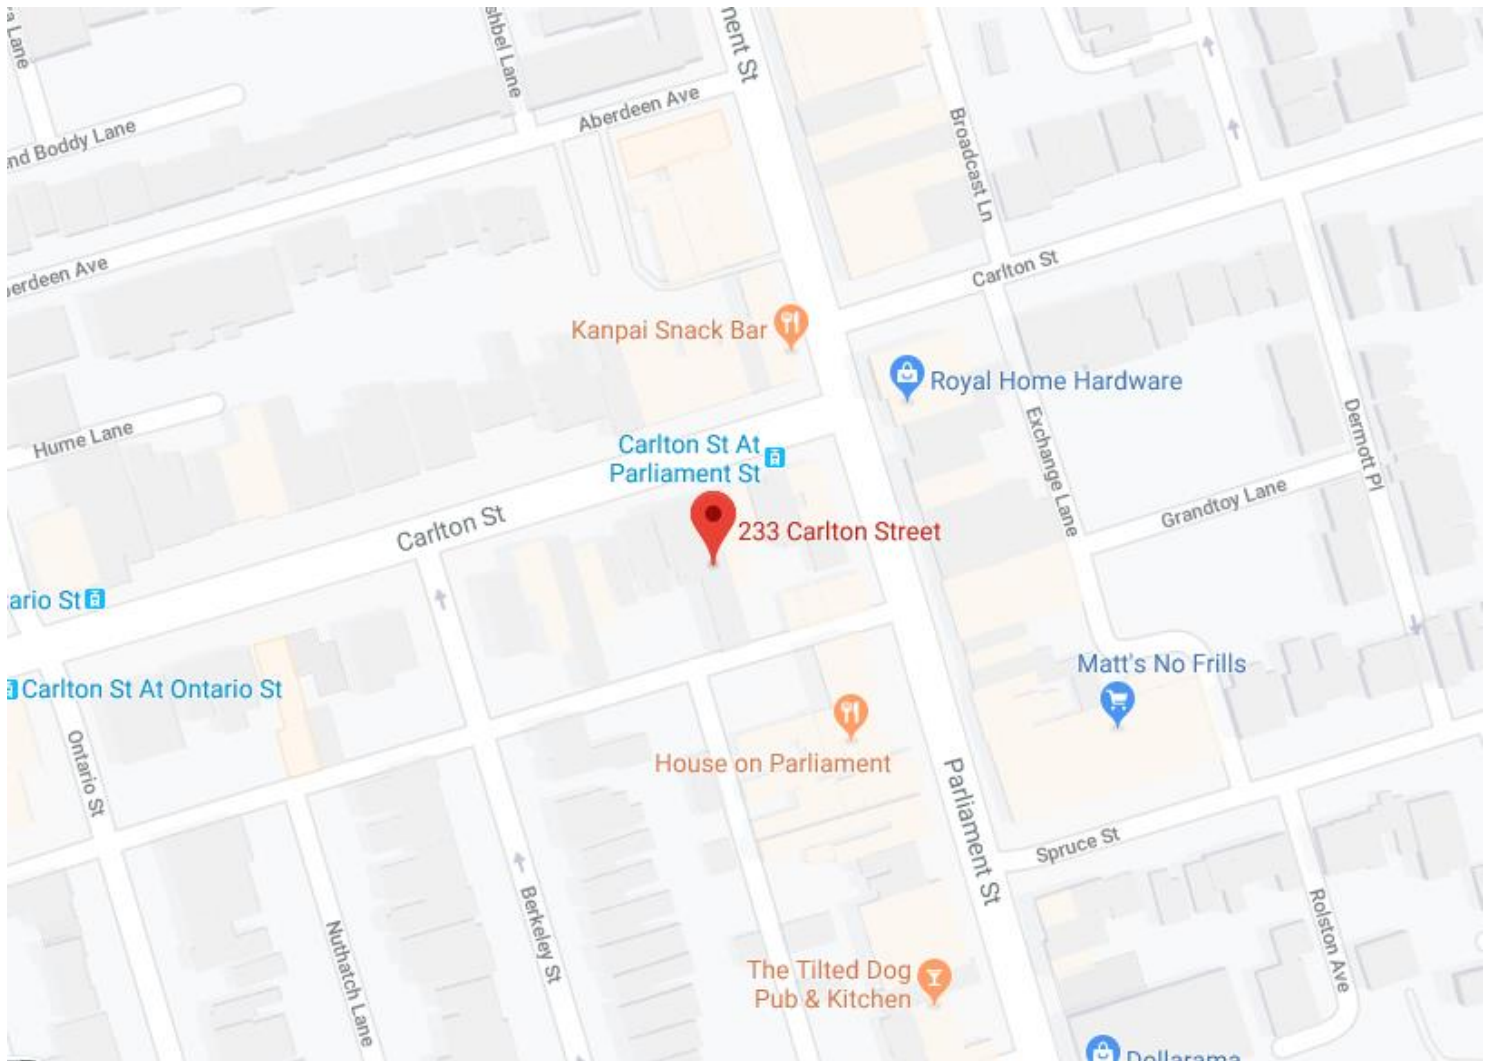 a Lane
shbel Lane
ment St
Aberdeen Ave
nd Boddy Lane
Broadcast Ln
erdeen Ave
Carlton St
Kanpai Snack Bar
Royal Home Hardware
Hume Lane
Carlton St At
Parliament St
Exchange Lane
Dermott Pl
Grandtoy Lane
Carlton St
233 Carlton Street
ario St
Matt's No Frills
Carlton St At Ontario St
Ontario St
House on Parliament
Parliament St
Spruce St
Berkeley St
Nuthatch Lane
Rolston Ave
The Tilted Dog
Pub & Kitchen
Dollarama